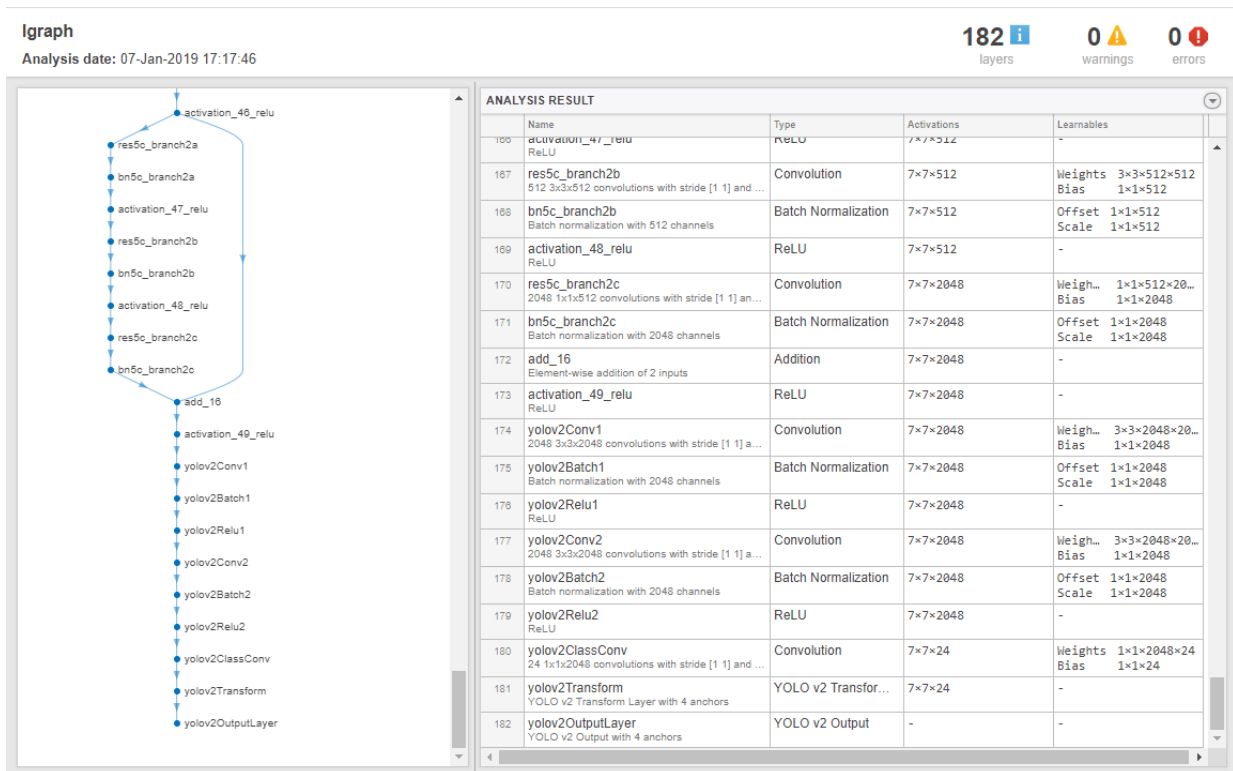 lgraph
Analysis date: 07-Jan-2019 17:17:46
182 i
layers
0
warnings
0
errors
activation_46_relu
res5c_branch2a
bn5c_branch2a
activation_47_relu
res5c_branch2b
bn5c_branch2b
activation_48_relu
res5c_branch2c
bn5c_branch2c
add_16
activation_49_relu
yolov2Conv1
yolov2Batch1
yolov2Relu1
yolov2Conv2
yolov2Batch2
yolov2Relu2
yolov2ClassConv
yolov2Transform
yolov2OutputLayer
ANALYSIS RESULT
Name Type Activations Learnables
166 activation_47_relu ReLU 7×7×512 -
ReLU
167 res5c_branch2b Convolution 7×7×512 Weights 3×3×512×512
512 3x3x512 convolutions with stride [1 1] and ... Bias 1×1×512
168 bn5c_branch2b Batch Normalization 7×7×512 Offset 1×1×512
Batch normalization with 512 channels Scale 1×1×512
169 activation_48_relu ReLU 7×7×512 -
ReLU
170 res5c_branch2c Convolution 7×7×2048 Weigh… 1×1×512×20…
2048 1x1x512 convolutions with stride [1 1] an... Bias 1×1×2048
171 bn5c_branch2c Batch Normalization 7×7×2048 Offset 1×1×2048
Batch normalization with 2048 channels Scale 1×1×2048
172 add_16 Addition 7×7×2048 -
Element-wise addition of 2 inputs
173 activation_49_relu ReLU 7×7×2048 -
ReLU
174 yolov2Conv1 Convolution 7×7×2048 Weigh… 3×3×2048×20…
2048 3x3x2048 convolutions with stride [1 1] a... Bias 1×1×2048
175 yolov2Batch1 Batch Normalization 7×7×2048 Offset 1×1×2048
Batch normalization with 2048 channels Scale 1×1×2048
176 yolov2Relu1 ReLU 7×7×2048 -
ReLU
177 yolov2Conv2 Convolution 7×7×2048 Weigh… 3×3×2048×20…
2048 3x3x2048 convolutions with stride [1 1] a... Bias 1×1×2048
178 yolov2Batch2 Batch Normalization 7×7×2048 Offset 1×1×2048
Batch normalization with 2048 channels Scale 1×1×2048
179 yolov2Relu2 ReLU 7×7×2048 -
ReLU
180 yolov2ClassConv Convolution 7×7×24 Weights 1×1×2048×24
24 1x1x2048 convolutions with stride [1 1] and ... Bias 1×1×24
181 yolov2Transform YOLO v2 Transfor... 7×7×24 -
YOLO v2 Transform Layer with 4 anchors
182 yolov2OutputLayer YOLO v2 Output - -
YOLO v2 Output with 4 anchors